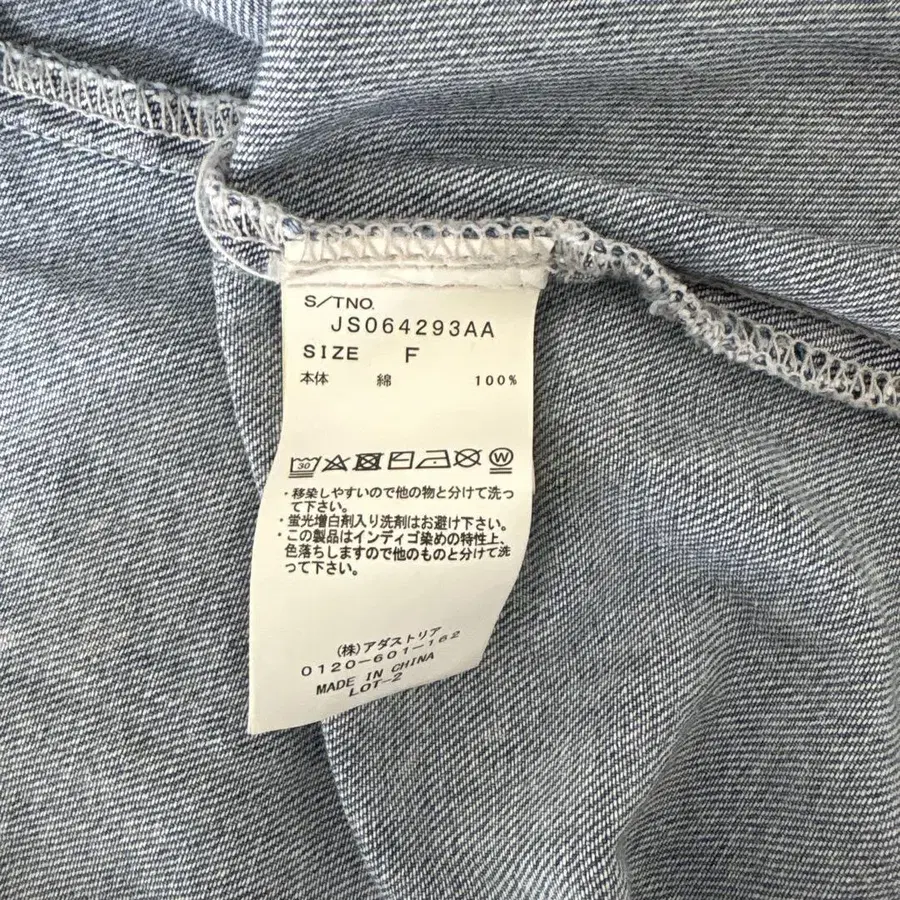 S/TNO.
JS064293AA
SIZE F
本体 綿 100%
30 W
・移染しやすいので他の物と分けて洗っ
て下さい。
・蛍光増白剤入り洗剤はお避け下さい。
・この製品はインディゴ染めの特性上、
色落ちしますので他のものと分けて洗
って下さい。
(株)アダストリア
0120-601-162
MADE IN CHINA
LOT-2